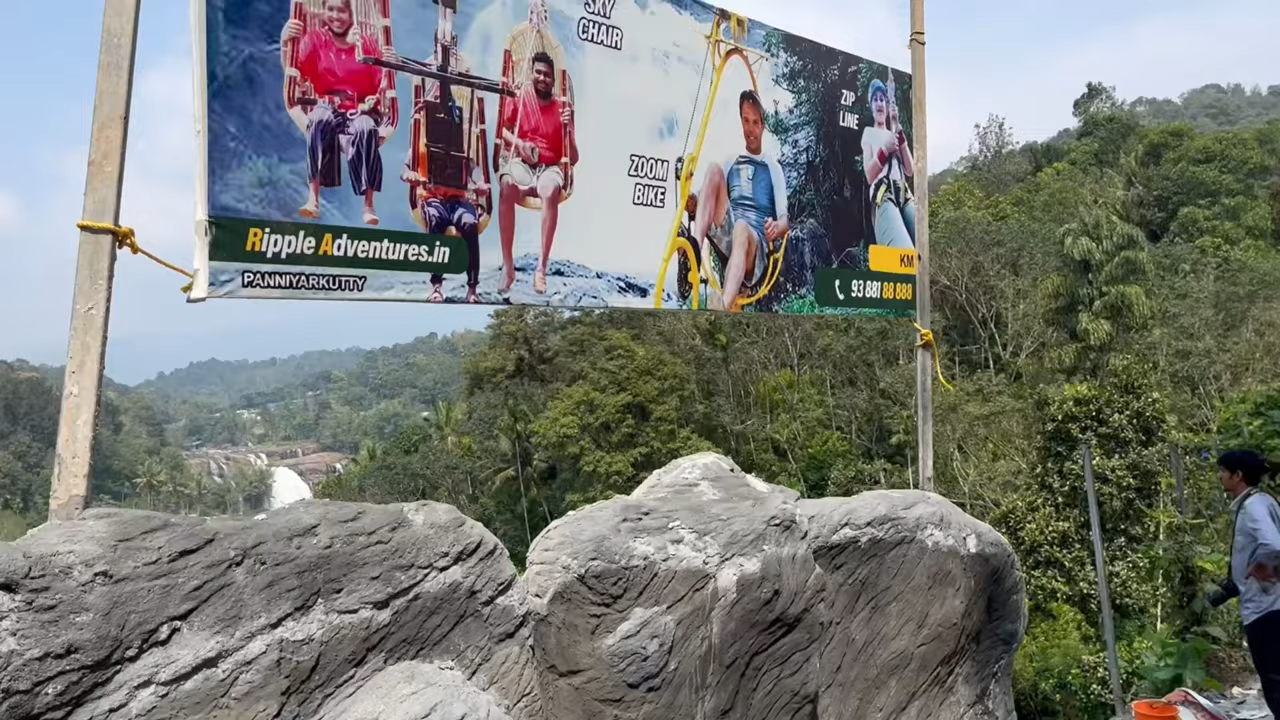 SKY
CHAIR
ZIP
LINE
ZOOM
BIKE
Ripple Adventures.in
PANNIYARKUTTY
KM
93 881 88 888